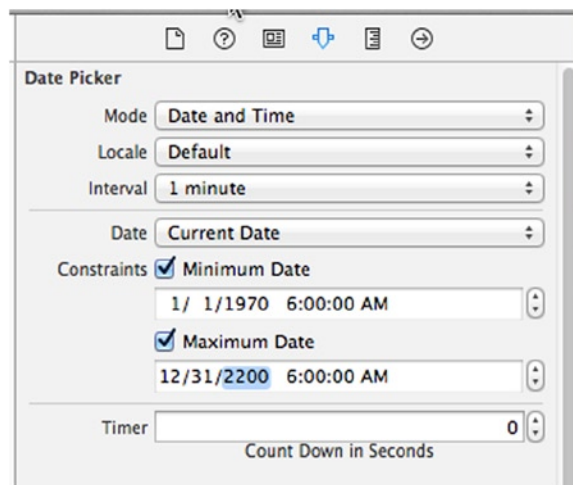 Date Picker
Mode Date and Time
Locale Default
Interval 1 minute
Date Current Date
Constraints Minimum Date
1/ 1/1970 6:00:00 AM
Maximum Date
12/31/2200 6:00:00 AM
Timer 0
Count Down in Seconds